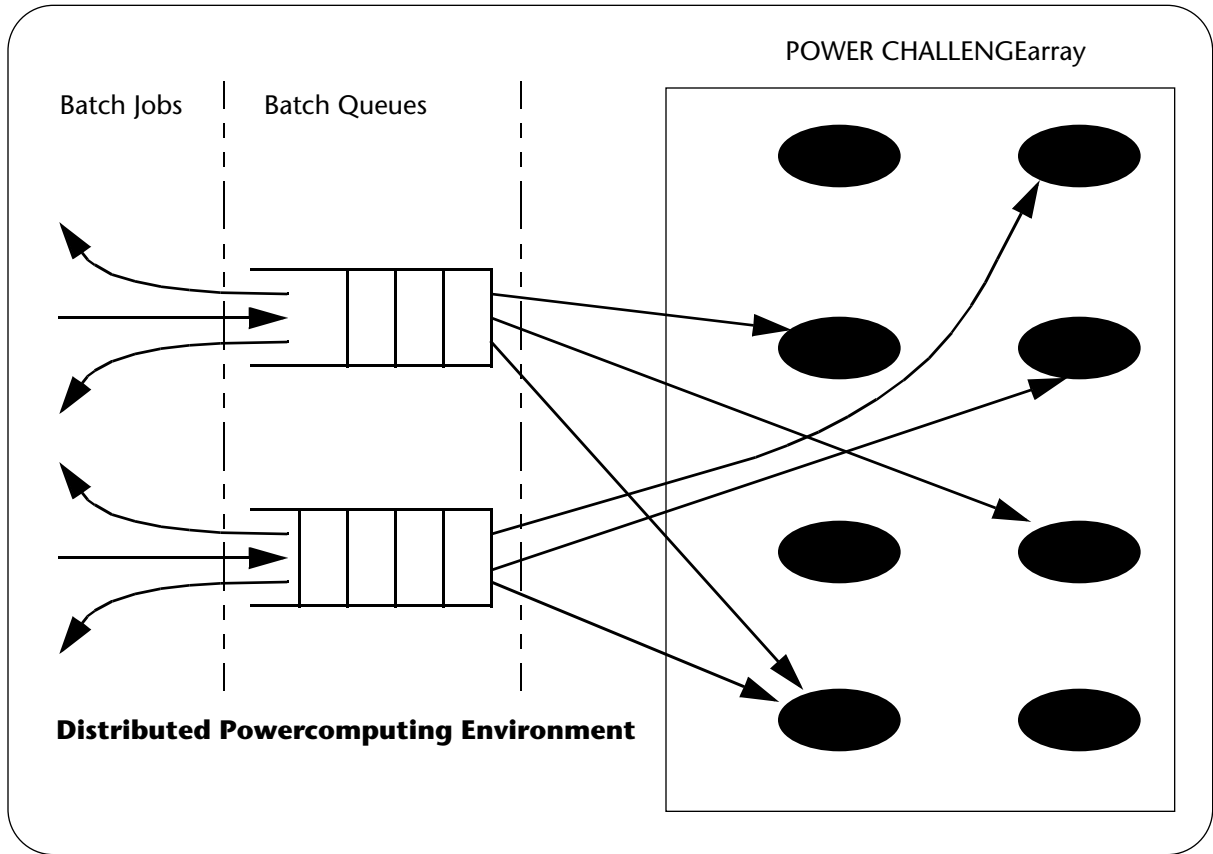 POWER CHALLENGEarray
Batch Jobs
Batch Queues
Distributed Powercomputing Environment